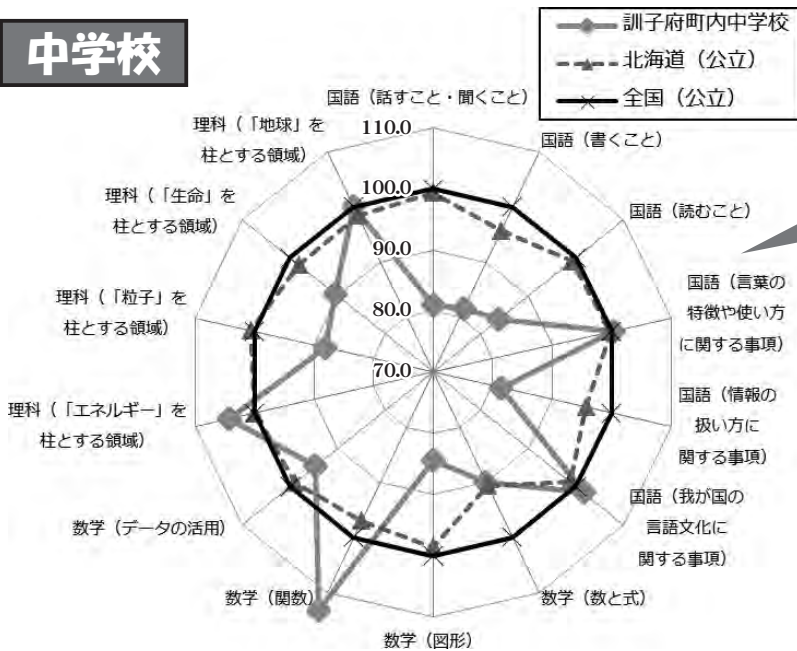 中学校
訓子府町内中学校
北海道（公立）
全国（公立）
国語（話すこと・聞くこと）
国語（書くこと）
国語（読むこと）
国語（言葉の
特徴や使い方
に関する事項）
国語（情報の
扱い方に
関する事項）
国語（我が国の
言語文化に
関する事項）
数学（数と式）
数学（図形）
数学（関数）
数学（データの活用）
理科（「エネルギー」を
柱とする領域）
理科（「粒子」を
柱とする領域）
理科（「生命」を
柱とする領域）
理科（「地球」を
柱とする領域）
110.0
100.0
90.0
80.0
70.0